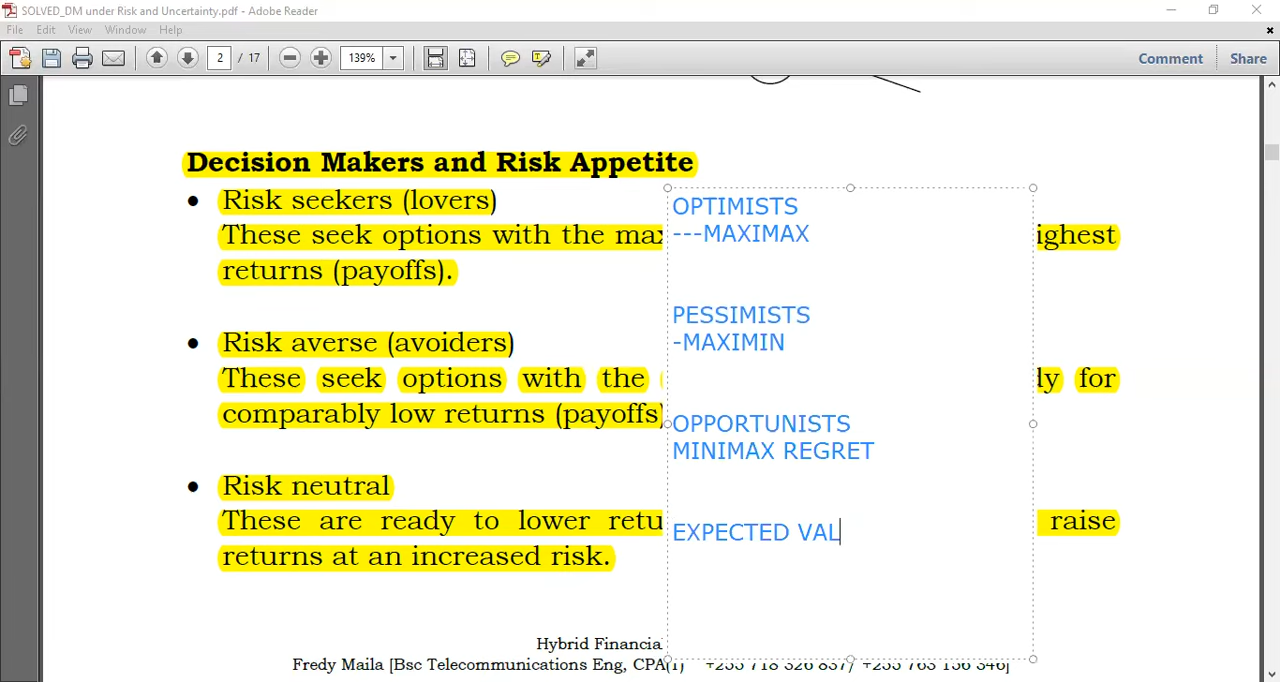 SOLVED_DM under Risk and Uncertainty.pdf - Adobe Reader
File Edit View Window Help
2 / 17 139% Comment Share
Decision Makers and Risk Appetite
Risk seekers (lovers)
These seek options with the max
ighest
returns (payoffs).
Risk averse (avoiders)
These seek options with the
dy for
comparably low returns (payoffs)
Risk neutral
These are ready to lower retu
raise
returns at an increased risk.
OPTIMISTS
---MAXIMAX
PESSIMISTS
-MAXIMIN
OPPORTUNISTS
MINIMAX REGRET
EXPECTED VAL
Hybrid Financia
Fredy Maila [Bsc Telecommunications Eng, CPA(T)